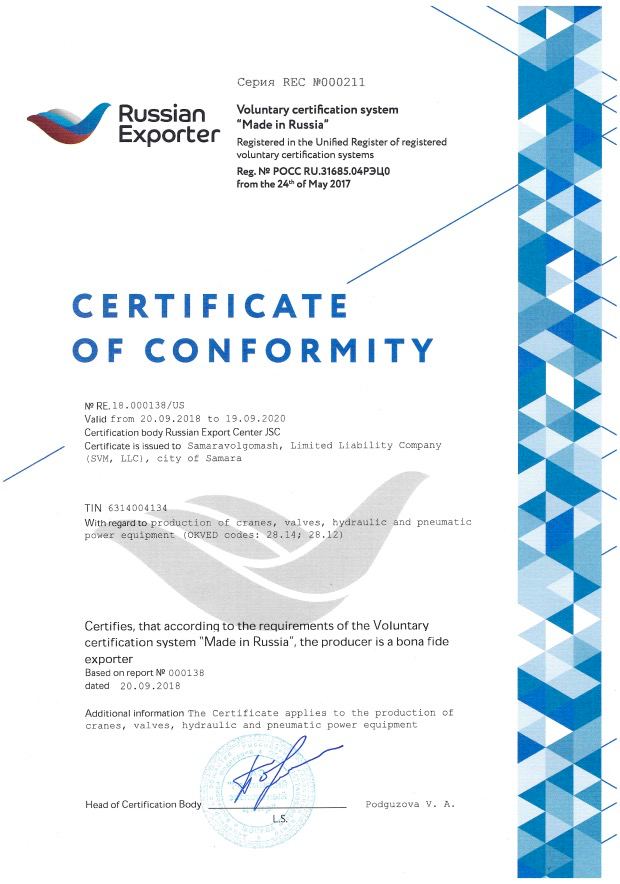 Серия REC №000211
Russian
Exporter
Voluntary certification system
"Made in Russia"
Registered in the Unified Register of registered
voluntary certification systems
Reg. № РОСС RU.31685.04РЭЦ0
from the 24th of May 2017
CERTIFICATE
OF CONFORMITY
№ RE. 18.000138/US
Valid from 20.09.2018 to 19.09.2020
Certification body Russian Export Center JSC
Certificate is issued to Samaravolgomash, Limited Liability Company
(SVM, LLC), city of Samara
TIN 6314004134
With regard to production of cranes, valves, hydraulic and pneumatic
power equipment (OKVED codes: 28.14; 28.12)
Certifies, that according to the requirements of the Voluntary
certification system "Made in Russia", the producer is a bona fide
exporter
Based on report № 000138
dated 20.09.2018
Additional information The Certificate applies to the production of
cranes, valves, hydraulic and pneumatic power equipment
Head of Certification Body Podguzova V. A.
L.S.